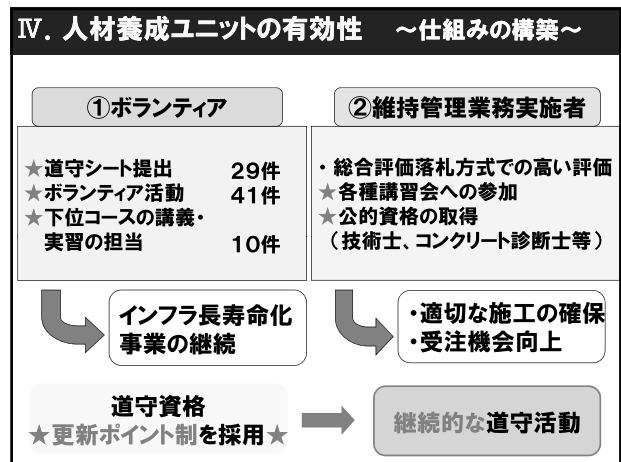 Ⅳ．人材養成ユニットの有効性　～仕組みの構築～
①ボランティア
★道守シート提出　29件
★ボランティア活動　41件
★下位コースの講義・
実習の担当　10件
②維持管理業務実施者
・総合評価落札方式での高い評価
★各種講習会への参加
★公的資格の取得
（技術士、コンクリート診断士等）
インフラ長寿命化
事業の継続
・適切な施工の確保
・受注機会向上
道守資格
★更新ポイント制を採用★
継続的な道守活動